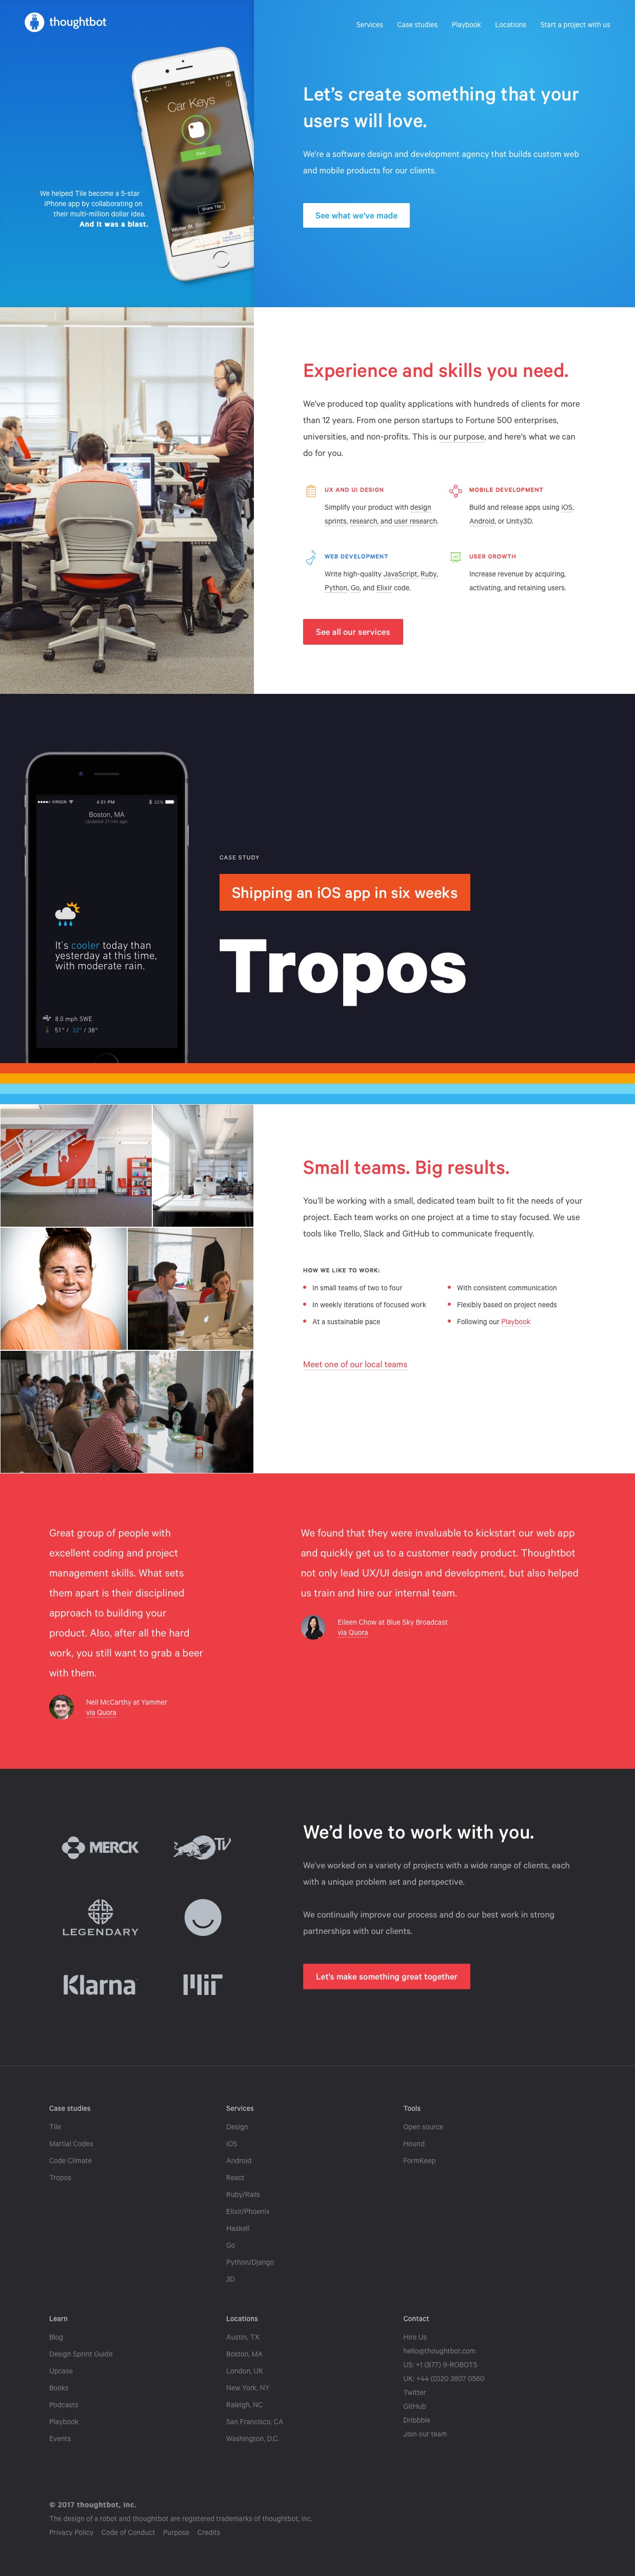 thoughtbot
Services
Case studies
Playbook
Locations
Start a project with us
Car Keys
Find
Share Tile
Winter St, Boston
We helped Tile become a 5-star
iPhone app by collaborating on
their multi-million dollar idea.
And it was a blast.
Let’s create something that your
users will love.
We're a software design and development agency that builds custom web
and mobile products for our clients.
See what we've made
Experience and skills you need.
We've produced top quality applications with hundreds of clients for more
than 12 years. From one person startups to Fortune 500 enterprises,
universities, and non-profits. This is our purpose, and here's what we can
do for you.
UX AND UI DESIGN
Simplify your product with design
sprints, research, and user research.
MOBILE DEVELOPMENT
Build and release apps using iOS,
Android, or Unity3D.
WEB DEVELOPMENT
Write high-quality JavaScript, Ruby,
Python, Go, and Elixir code.
USER GROWTH
Increase revenue by acquiring,
activating, and retaining users.
See all our services
VIRGIN
4:21 PM
22%
Boston, MA
Updated 21 min ago
It's cooler today than
yesterday at this time,
with moderate rain.
8.0 mph SWE
51° / 32° / 38°
CASE STUDY
Shipping an iOS app in six weeks
Tropos
Small teams. Big results.
You'll be working with a small, dedicated team built to fit the needs of your
project. Each team works on one project at a time to stay focused. We use
tools like Trello, Slack and GitHub to communicate frequently.
HOW WE LIKE TO WORK:
In small teams of two to four
In weekly iterations of focused work
At a sustainable pace
With consistent communication
Flexibly based on project needs
Following our Playbook
Meet one of our local teams
Great group of people with
excellent coding and project
management skills. What sets
them apart is their disciplined
approach to building your
product. Also, after all the hard
work, you still want to grab a beer
with them.
Neil McCarthy at Yammer
via Quora
We found that they were invaluable to kickstart our web app
and quickly get us to a customer ready product. Thoughtbot
not only lead UX/UI design and development, but also helped
us train and hire our internal team.
Eileen Chow at Blue Sky Broadcast
via Quora
MERCK
TV
LEGENDARY
Klarna
MIT
We’d love to work with you.
We've worked on a variety of projects with a wide range of clients, each
with a unique problem set and perspective.
We continually improve our process and do our best work in strong
partnerships with our clients.
Let's make something great together
Case studies
Tile
Martial Codex
Code Climate
Tropos
Services
Design
iOS
Android
React
Ruby/Rails
Elixir/Phoenix
Haskell
Go
Python/Django
3D
Tools
Open source
Hound
FormKeep
Learn
Blog
Design Sprint Guide
Upcase
Books
Podcasts
Playbook
Events
Locations
Austin, TX
Boston, MA
London, UK
New York, NY
Raleigh, NC
San Francisco, CA
Washington, D.C.
Contact
Hire Us
hello@thoughtbot.com
US: +1 (877) 9-ROBOTS
UK: +44 (0)20 3807 0560
Twitter
GitHub
Dribbble
Join our team
© 2017 thoughtbot, inc.
The design of a robot and thoughtbot are registered trademarks of thoughtbot, inc.
Privacy Policy
Code of Conduct
Purpose
Credits